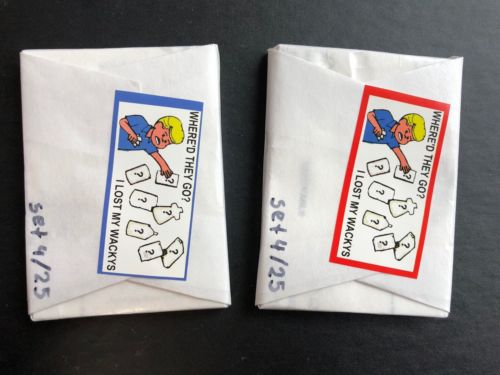 WHERE'D THEY GO?
? ? ? ? ? ? ? ?
I LOST MY WACKYS
set 4/25
WHERE'D THEY GO?
? ? ? ? ? ? ? ?
I LOST MY WACKYS
set 4/25